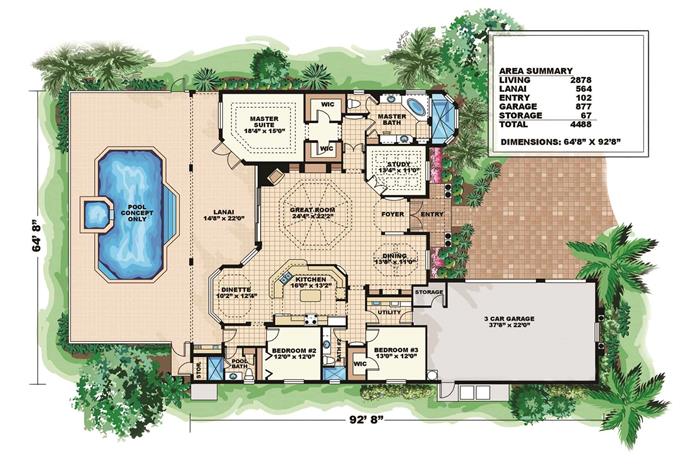 AREA SUMMARY
LIVING 2878
LANAI 564
ENTRY 102
GARAGE 877
STORAGE 67
TOTAL 4488
DIMENSIONS: 64'8" X 92'8"
WIC
MASTER
SUITE
18'4" x 15'0"
MASTER
BATH
WIC
STUDY
13'4" x 11'0"
POOL
CONCEPT
ONLY
LANAI
14'8" x 22'0"
GREAT ROOM
24'4" x 22'2"
FOYER
ENTRY
64' 8"
DINING
13'8" x 11'0"
KITCHEN
16'0" x 13'2"
DINETTE
10'2" x 12'4"
STORAGE
UTILITY
3 CAR GARAGE
37'8" x 22'0"
BEDROOM #2
12'0" x 12'0"
BATH #2
BEDROOM #3
13'0" x 12'0"
POOL
BATH
STOR
WIC
92' 8"